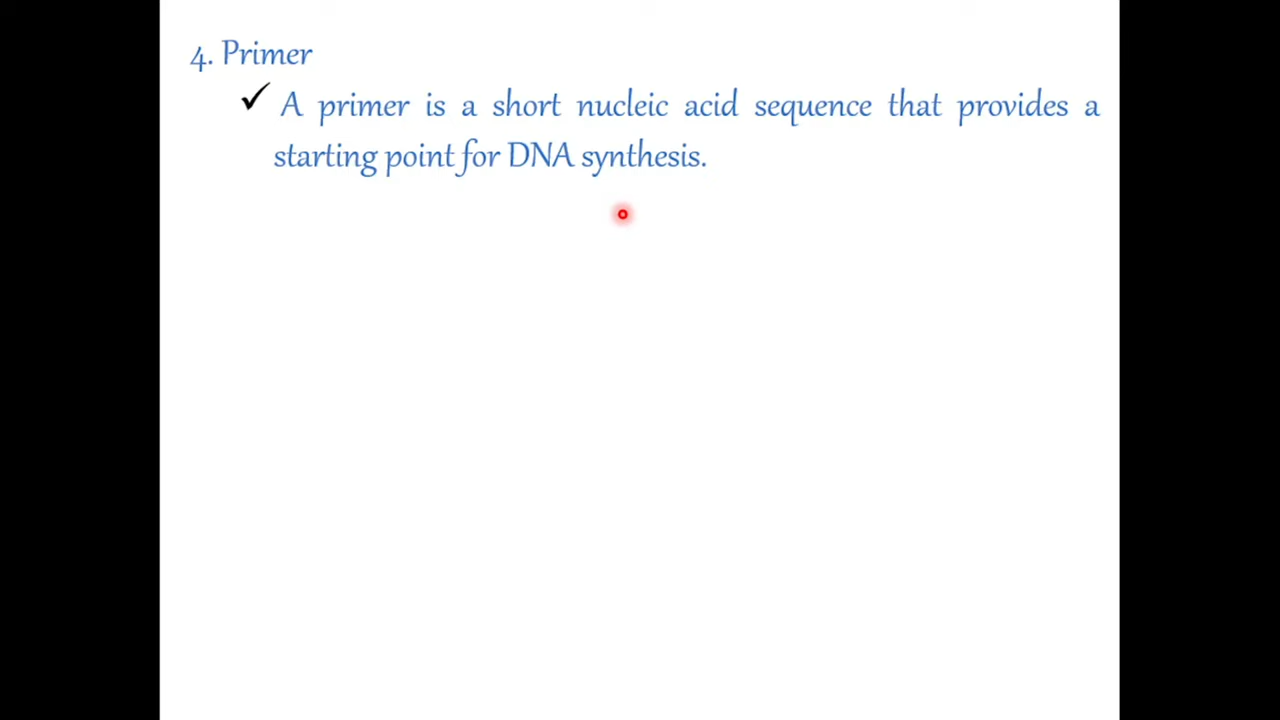 4. Primer
✓ A primer is a short nucleic acid sequence that provides a
starting point for DNA synthesis.